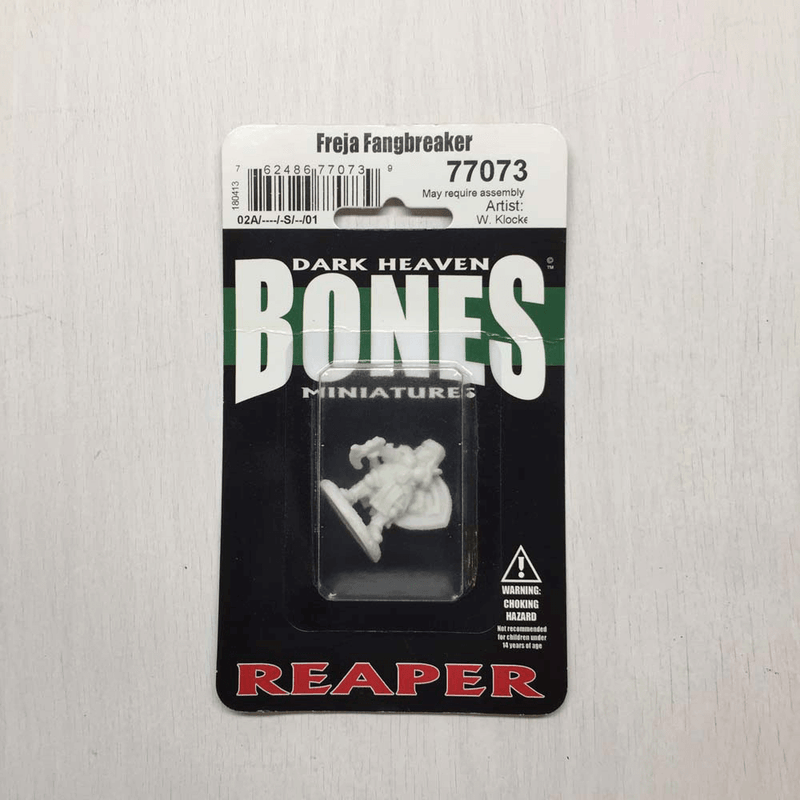 Freja Fangbreaker
7 62486 77073 9
77073
180413
May require assembly
Artist:
W. Klocke
02A/----/-S/--/01
DARK HEAVEN
© ™
BONES
MINIATURES
WARNING:
CHOKING
HAZARD
Not recommended
for children under
14 years of age
REAPER